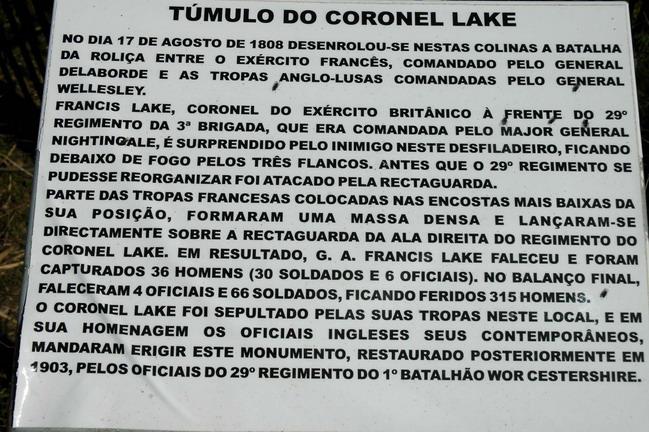 TÚMULO DO CORONEL LAKE
NO DIA 17 DE AGOSTO DE 1808 DESENROLOU-SE NESTAS COLINAS A BATALHA
DA ROLIÇA ENTRE O EXÉRCITO FRANCÊS, COMANDADO PELO GENERAL
DELABORDE E AS TROPAS ANGLO-LUSAS COMANDADAS PELO GENERAL
WELLESLEY.
FRANCIS LAKE, CORONEL DO EXÉRCITO BRITÂNICO À FRENTE DO 29º
REGIMENTO DA 3ª BRIGADA, QUE ERA COMANDADA PELO MAJOR GENERAL
NIGHTINGALE, É SURPRENDIDO PELO INIMIGO NESTE DESFILADEIRO, FICANDO
DEBAIXO DE FOGO PELOS TRÊS FLANCOS. ANTES QUE O 29º REGIMENTO SE
PUDESSE REORGANIZAR FOI ATACADO PELA RECTAGUARDA.
PARTE DAS TROPAS FRANCESAS COLOCADAS NAS ENCOSTAS MAIS BAIXAS DA
SUA POSIÇÃO, FORMARAM UMA MASSA DENSA E LANÇARAM-SE
DIRECTAMENTE SOBRE A RECTAGUARDA DA ALA DIREITA DO REGIMENTO DO
CORONEL LAKE. EM RESULTADO, G. A. FRANCIS LAKE FALECEU E FORAM
CAPTURADOS 36 HOMENS (30 SOLDADOS E 6 OFICIAIS). NO BALANÇO FINAL,
FALECERAM 4 OFICIAIS E 66 SOLDADOS, FICANDO FERIDOS 315 HOMENS.
O CORONEL LAKE FOI SEPULTADO PELAS SUAS TROPAS NESTE LOCAL, E EM
SUA HOMENAGEM OS OFICIAIS INGLESES SEUS CONTEMPORÂNEOS,
MANDARAM ERIGIR ESTE MONUMENTO, RESTAURADO POSTERIORMENTE EM
1903, PELOS OFICIAIS DO 29º REGIMENTO DO 1º BATALHÃO WOR CESTERSHIRE.